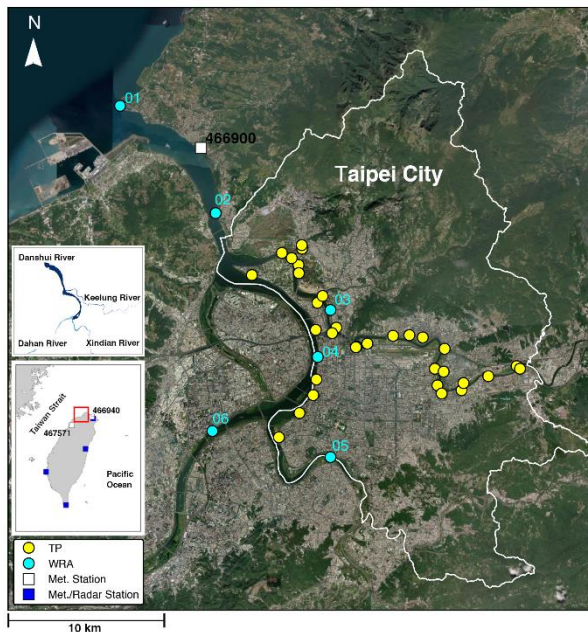 N
01
466900
Taipei City
02
Danshui River
Keelung River
Dahan River
Xindian River
03
04
Taiwan Strait
466940
467571
Pacific
Ocean
06
05
TP
WRA
Met. Station
Met./Radar Station
10 km